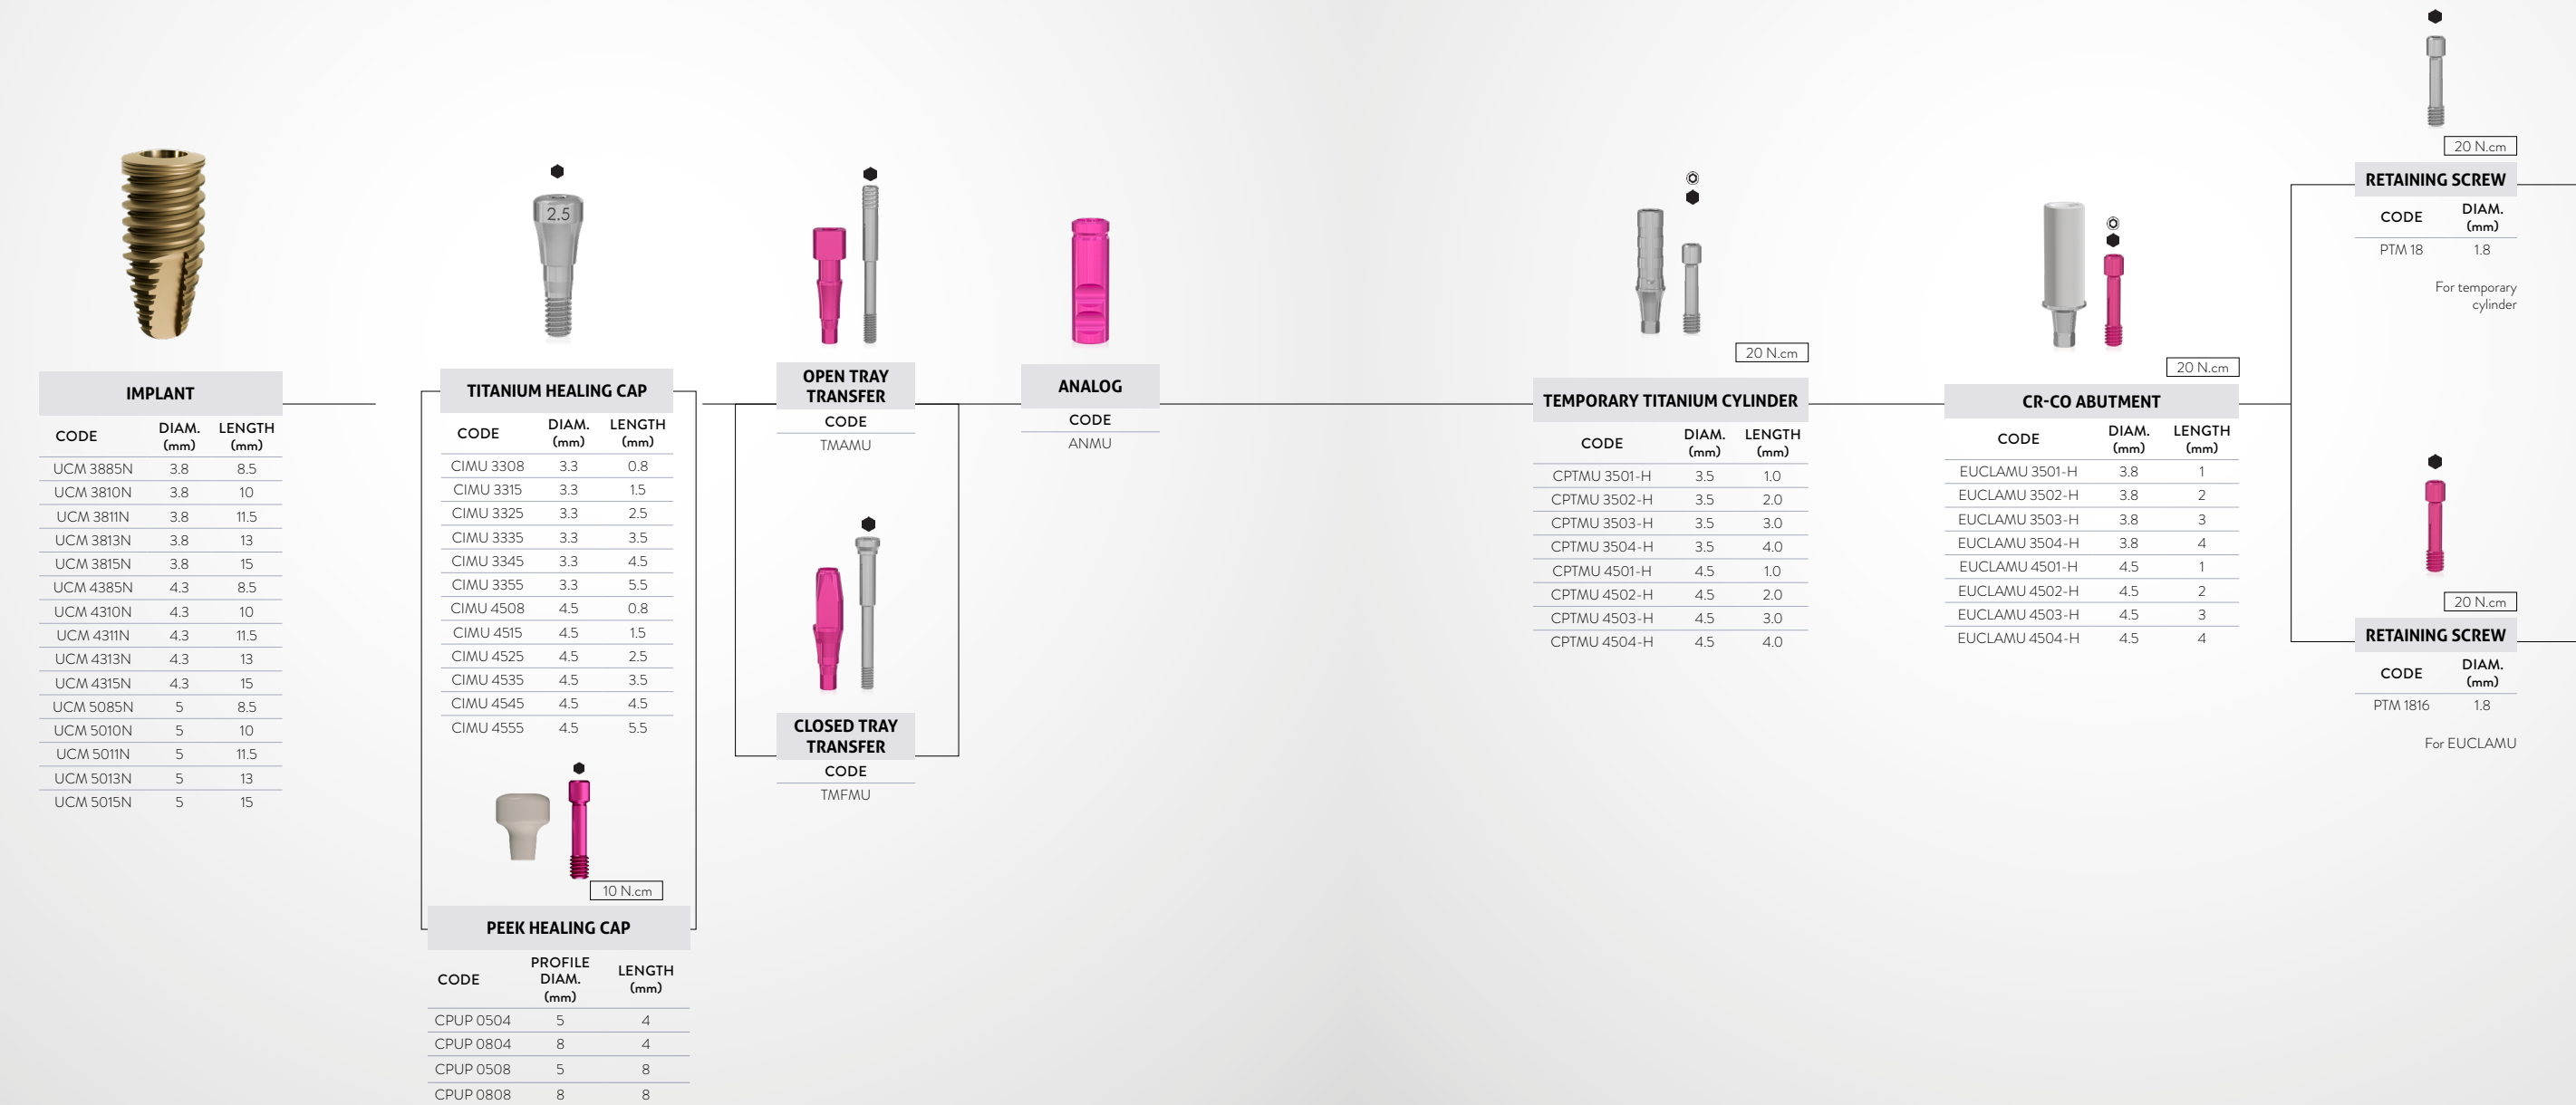 2.5
IMPLANT
CODE DIAM. (mm) LENGTH (mm)
UCM 3885N 3.8 8.5
UCM 3810N 3.8 10
UCM 3811N 3.8 11.5
UCM 3813N 3.8 13
UCM 3815N 3.8 15
UCM 4385N 4.3 8.5
UCM 4310N 4.3 10
UCM 4311N 4.3 11.5
UCM 4313N 4.3 13
UCM 4315N 4.3 15
UCM 5085N 5 8.5
UCM 5010N 5 10
UCM 5011N 5 11.5
UCM 5013N 5 13
UCM 5015N 5 15
TITANIUM HEALING CAP
CODE DIAM. (mm) LENGTH (mm)
CIMU 3308 3.3 0.8
CIMU 3315 3.3 1.5
CIMU 3325 3.3 2.5
CIMU 3335 3.3 3.5
CIMU 3345 3.3 4.5
CIMU 3355 3.3 5.5
CIMU 4508 4.5 0.8
CIMU 4515 4.5 1.5
CIMU 4525 4.5 2.5
CIMU 4535 4.5 3.5
CIMU 4545 4.5 4.5
CIMU 4555 4.5 5.5
10 N.cm
PEEK HEALING CAP
CODE PROFILE DIAM. (mm) LENGTH (mm)
CPUP 0504 5 4
CPUP 0804 8 4
CPUP 0508 5 8
CPUP 0808 8 8
OPEN TRAY
TRANSFER
CODE
TMAMU
CLOSED TRAY
TRANSFER
CODE
TMFMU
ANALOG
CODE
ANMU
20 N.cm
TEMPORARY TITANIUM CYLINDER
CODE DIAM. (mm) LENGTH (mm)
CPTMU 3501-H 3.5 1.0
CPTMU 3502-H 3.5 2.0
CPTMU 3503-H 3.5 3.0
CPTMU 3504-H 3.5 4.0
CPTMU 4501-H 4.5 1.0
CPTMU 4502-H 4.5 2.0
CPTMU 4503-H 4.5 3.0
CPTMU 4504-H 4.5 4.0
20 N.cm
CR-CO ABUTMENT
CODE DIAM. (mm) LENGTH (mm)
EUCLAMU 3501-H 3.8 1
EUCLAMU 3502-H 3.8 2
EUCLAMU 3503-H 3.8 3
EUCLAMU 3504-H 3.8 4
EUCLAMU 4501-H 4.5 1
EUCLAMU 4502-H 4.5 2
EUCLAMU 4503-H 4.5 3
EUCLAMU 4504-H 4.5 4
20 N.cm
RETAINING SCREW
CODE DIAM. (mm)
PTM 18 1.8
For temporary
cylinder
20 N.cm
RETAINING SCREW
CODE DIAM. (mm)
PTM 1816 1.8
For EUCLAMU